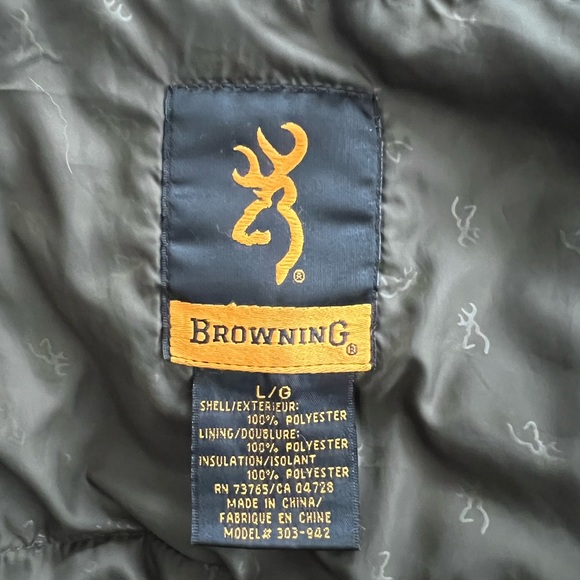 ®
BROWNING®
L/G
SHELL/EXTERIEUR:
100% POLYESTER
LINING/DOUBLURE:
100% POLYESTER
INSULATION/ISOLANT
100% POLYESTER
RN 73765/CA 04728
MADE IN CHINA/
FABRIQUE EN CHINE
MODEL# 303-942